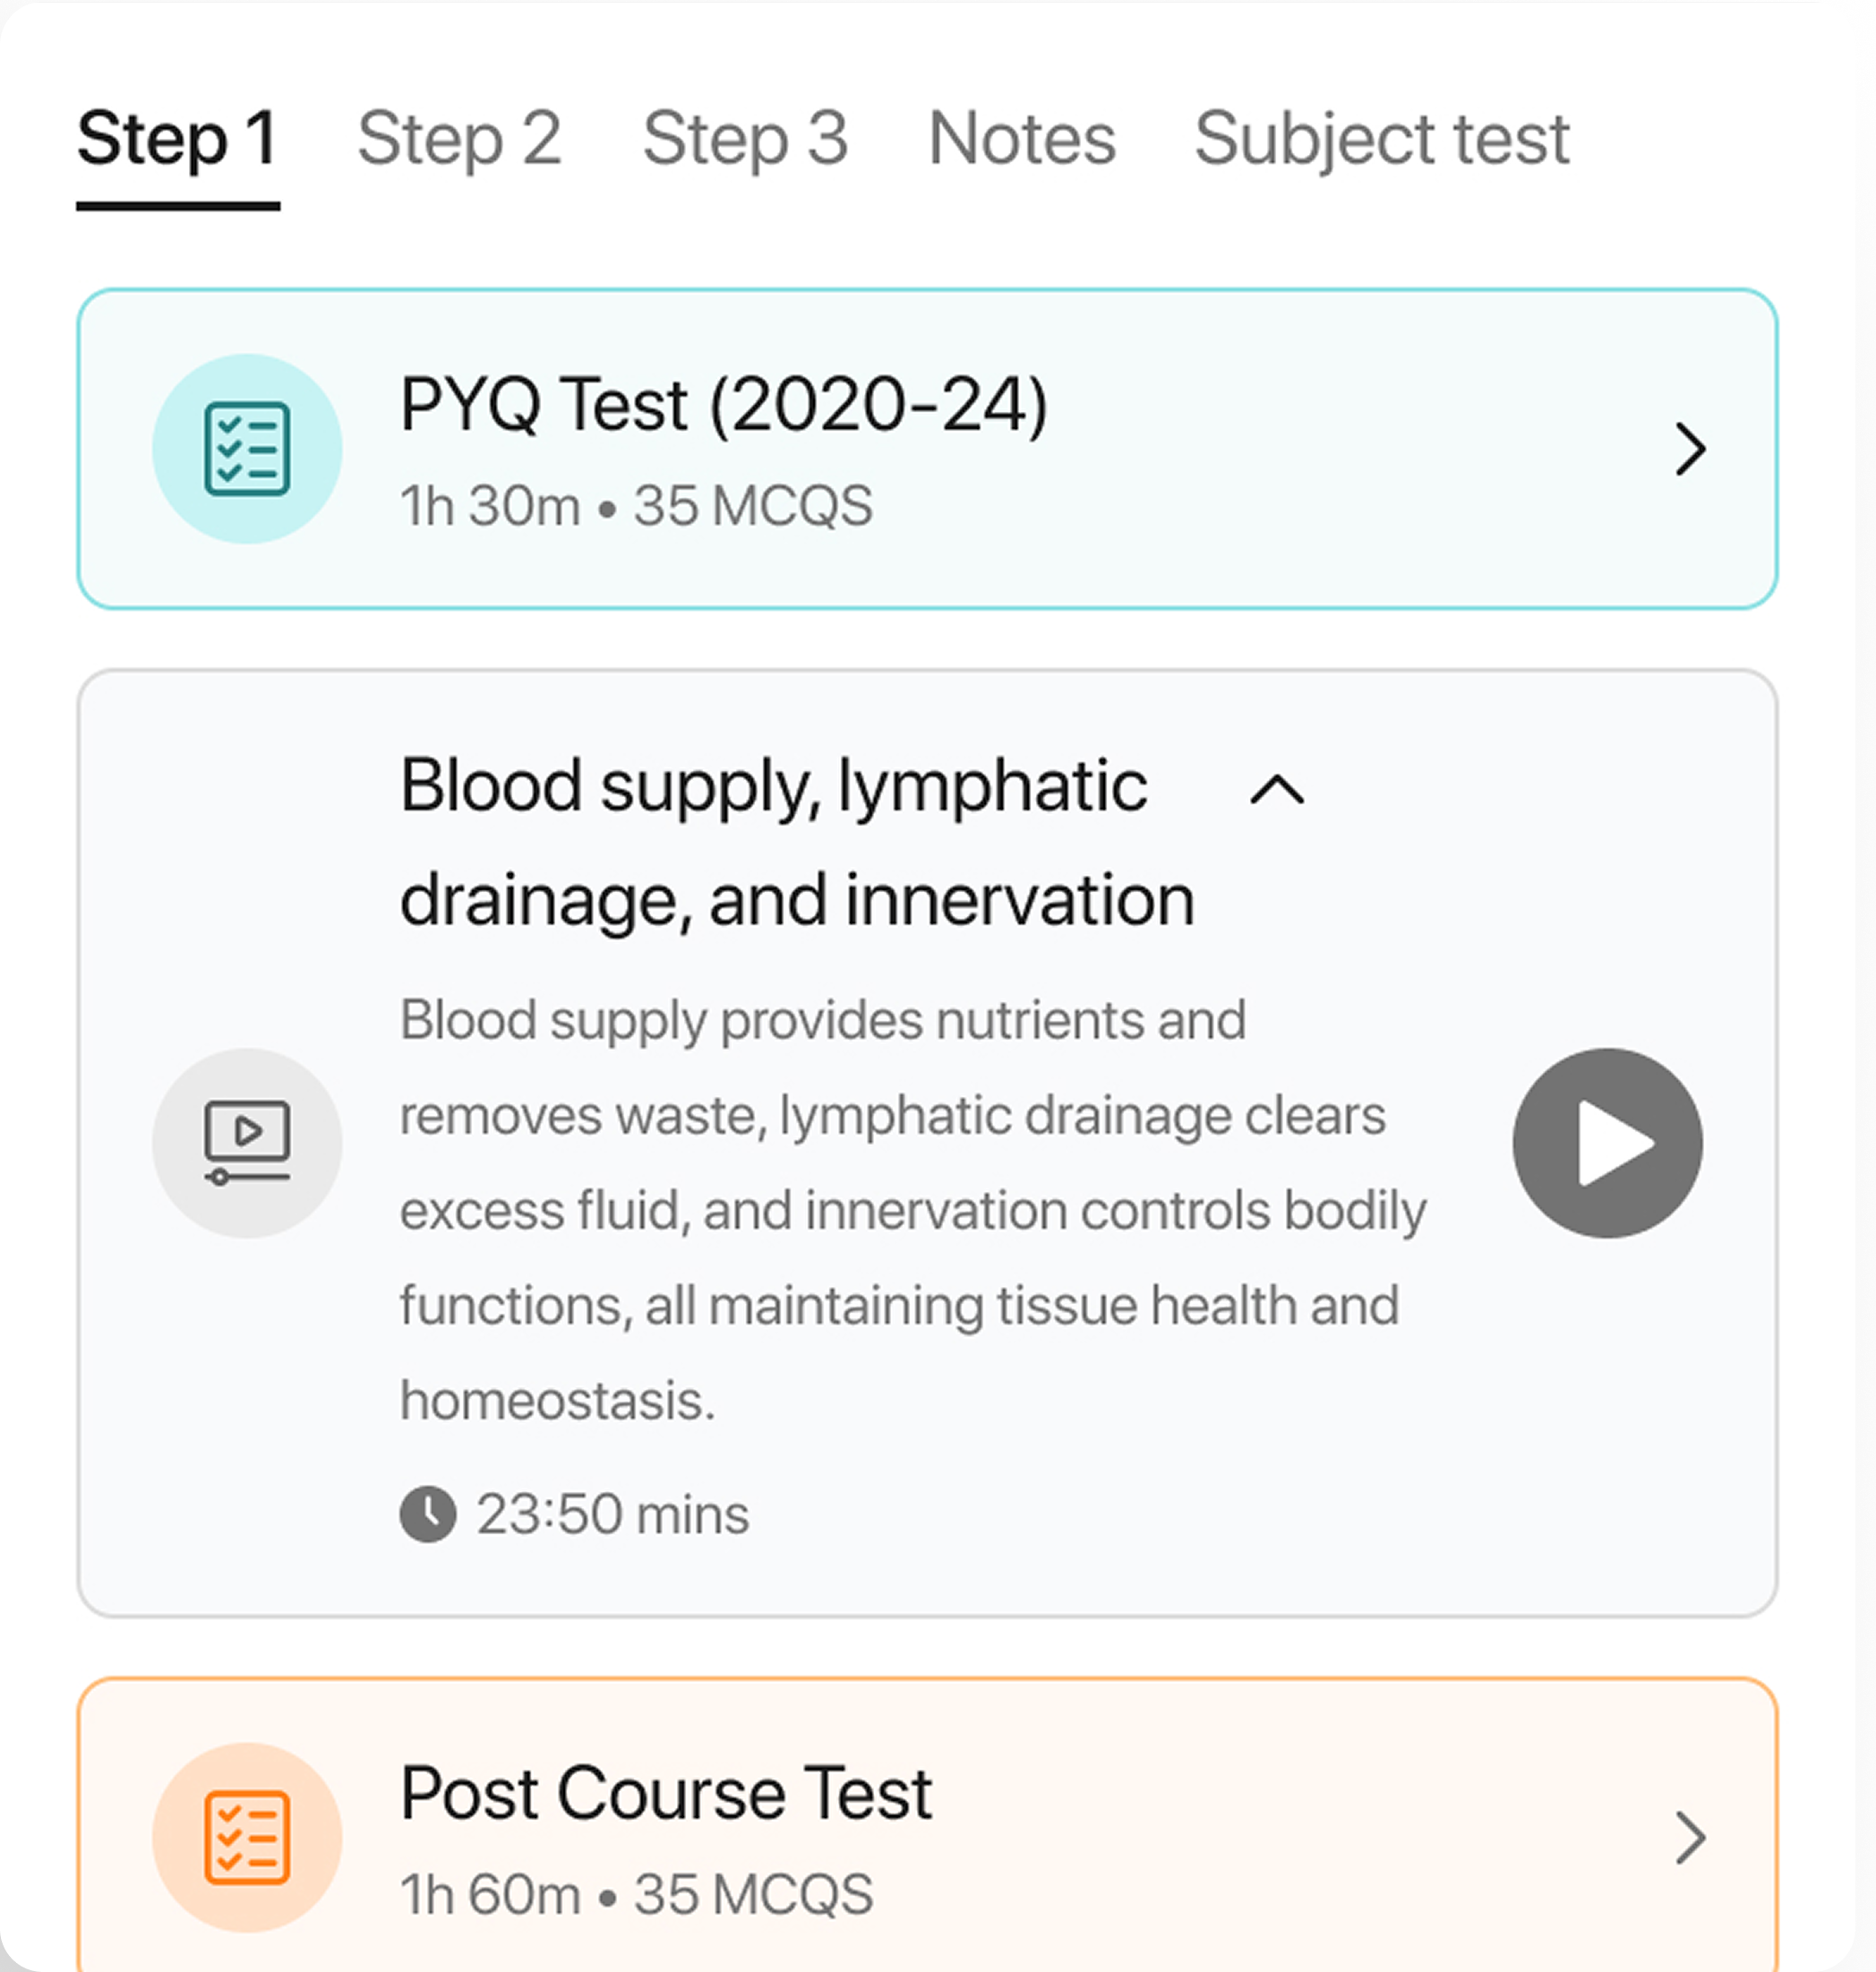 Step 1 Step 2 Step 3 Notes Subject test
PYQ Test (2020-24)
1h 30m • 35 MCQS
Blood supply, lymphatic
drainage, and innervation
Blood supply provides nutrients and
removes waste, lymphatic drainage clears
excess fluid, and innervation controls bodily
functions, all maintaining tissue health and
homeostasis.
23:50 mins
Post Course Test
1h 60m • 35 MCQS